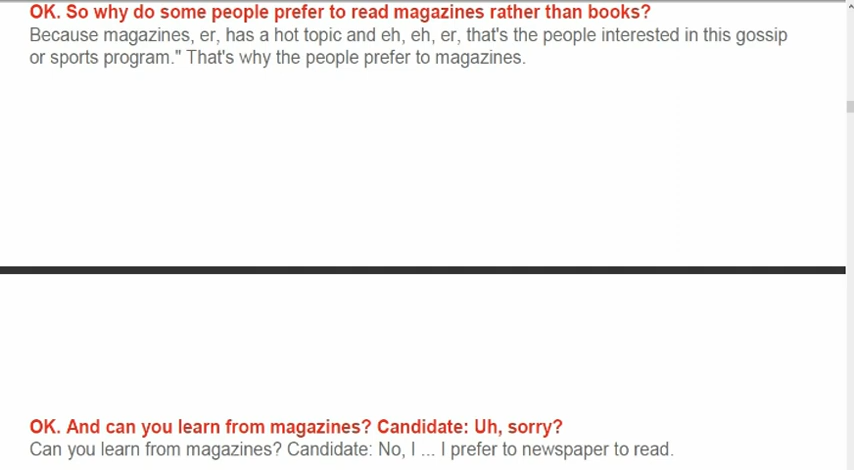 OK. So why do some people prefer to read magazines rather than books?
Because magazines, er, has a hot topic and eh, eh, er, that's the people interested in this gossip
or sports program." That's why the people prefer to magazines.
OK. And can you learn from magazines? Candidate: Uh, sorry?
Can you learn from magazines? Candidate: No, I ... I prefer to newspaper to read.